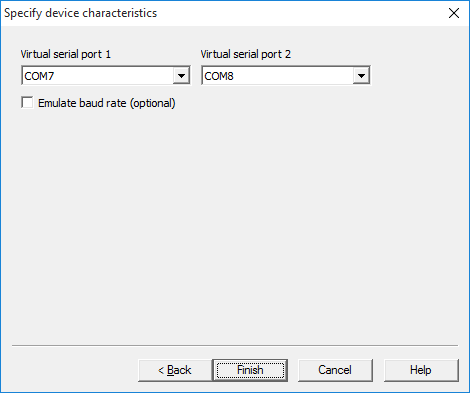 Specify device characteristics
Virtual serial port 1 Virtual serial port 2
COM7 COM8
Emulate baud rate (optional)
< Back Finish Cancel Help